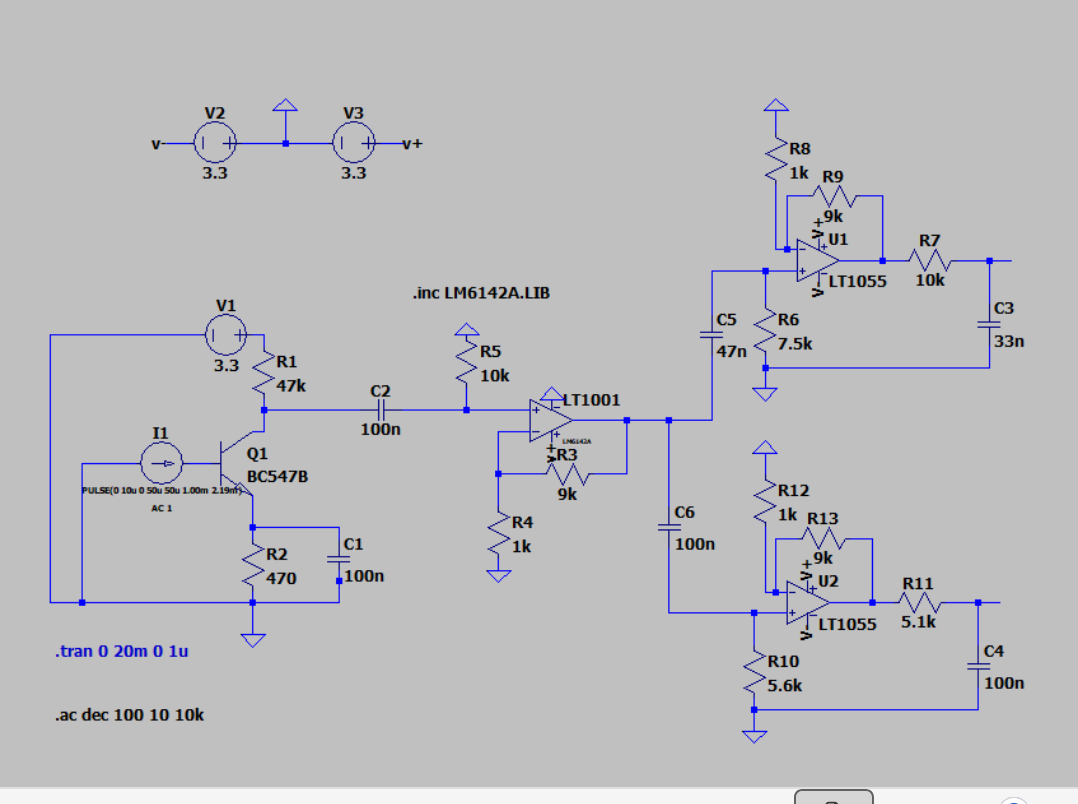 V2
V3
v-
v+
3.3
3.3
R8
1k
R9
9k
V+
U1
R7
10k
V-
LT1055
.inc LM6142A.LIB
V1
3.3
R1
47k
R5
10k
C5
47n
R6
7.5k
C3
33n
C2
100n
LT1001
LM6142A
V+
R3
9k
I1
Q1
BC547B
PULSE(0 10u 0 50u 50u 1.00m 2.19m)
AC 1
R4
1k
R12
1k
R13
9k
C6
100n
R2
470
C1
100n
V+
U2
R11
5.1k
V-
LT1055
.tran 0 20m 0 1u
R10
5.6k
C4
100n
.ac dec 100 10 10k